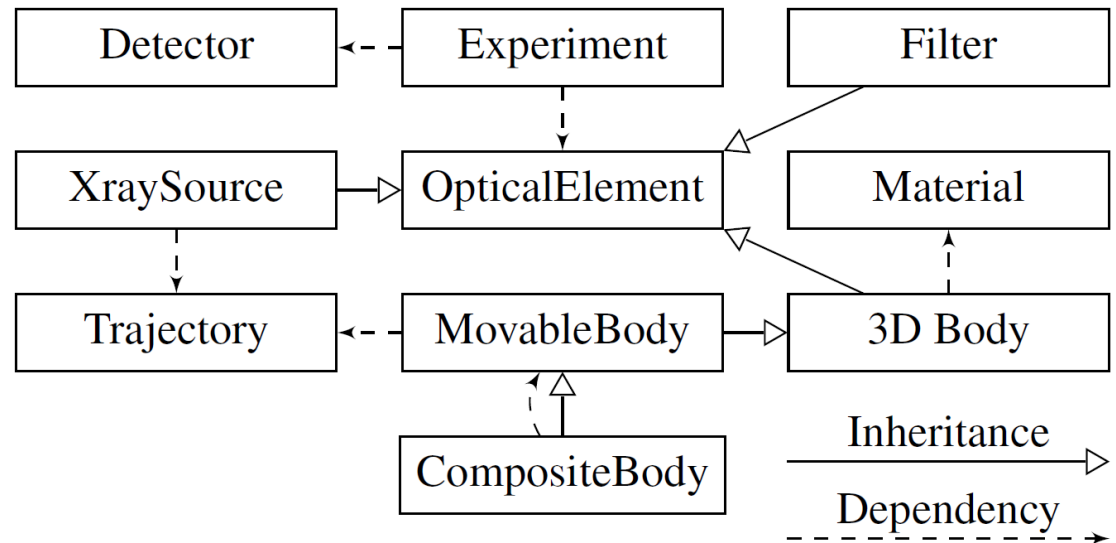 Detector
Experiment
Filter
XraySource
OpticalElement
Material
Trajectory
MovableBody
3D Body
CompositeBody
Inheritance
Dependency